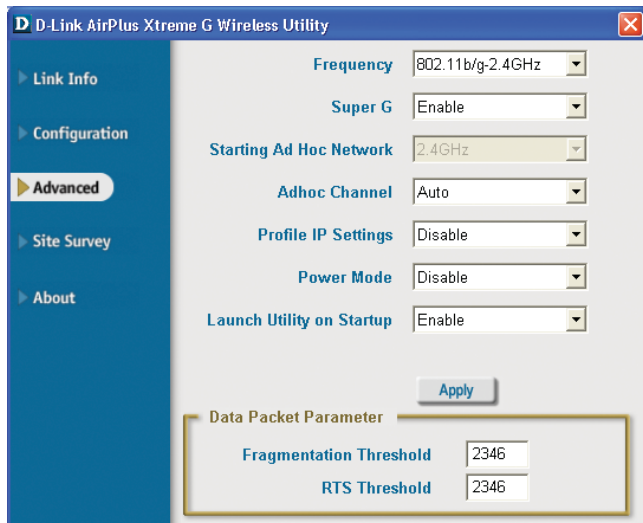 D D-Link AirPlus Xtreme G Wireless Utility
Link Info
Configuration
Advanced
Site Survey
About
Frequency 802.11b/g-2.4GHz
Super G Enable
Starting Ad Hoc Network 2.4GHz
Adhoc Channel Auto
Profile IP Settings Disable
Power Mode Disable
Launch Utility on Startup Enable
Apply
Data Packet Parameter
Fragmentation Threshold 2346
RTS Threshold 2346